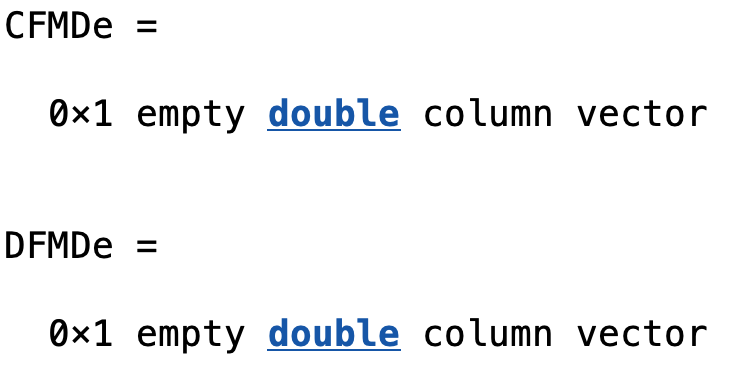 CFMDe =
0×1 empty double column vector
DFMDe =
0×1 empty double column vector